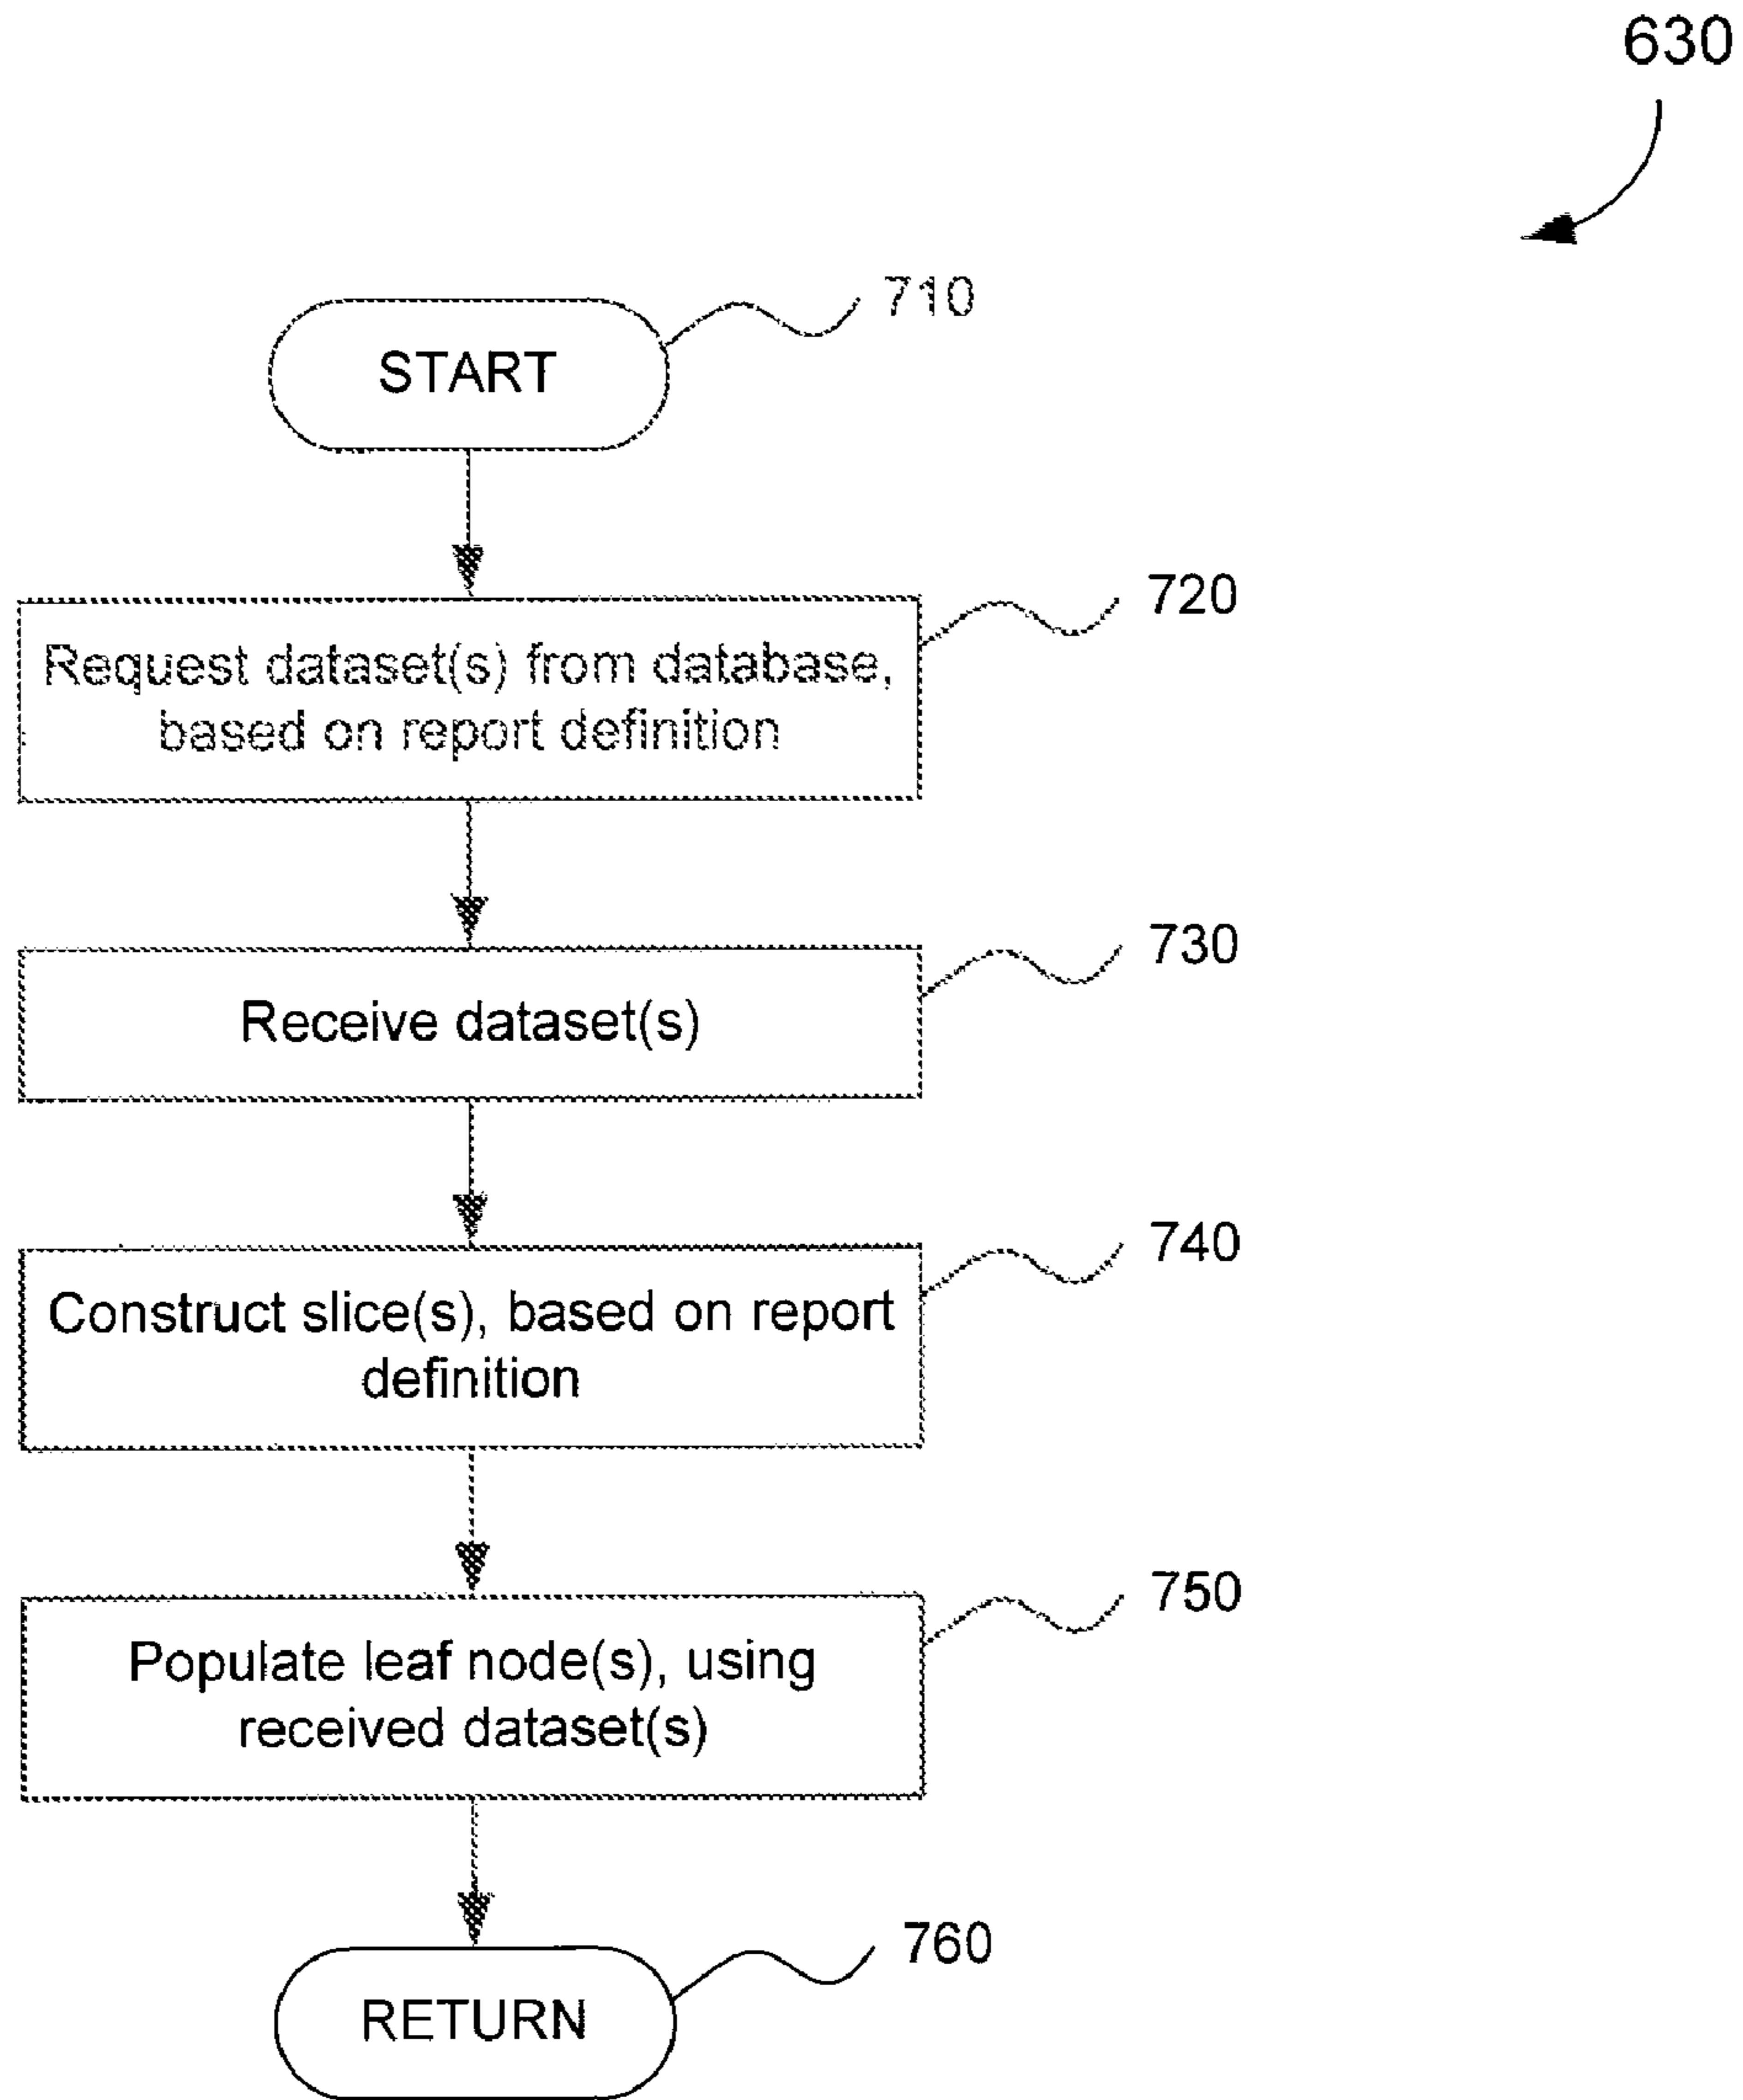 630
710
START
720
Request dataset(s) from database,
based on report definition
730
Receive dataset(s)
740
Construct slice(s), based on report
definition
750
Populate leaf node(s), using
received dataset(s)
760
RETURN